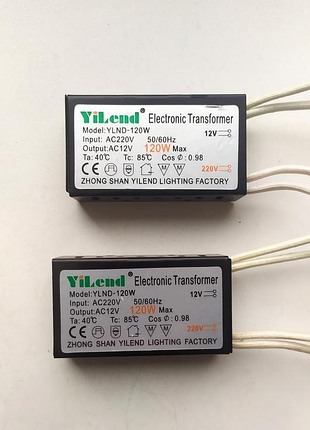 YiLend® Electronic Transformer
Model:YLND-120W
Input: AC220V 50/60Hz
Output:AC12V 120W Max
Ta: 40℃ Tc: 85℃ Cos ∅: 0.98
12V
220V
ZHONG SHAN YILEND LIGHTING FACTORY
YiLend® Electronic Transformer
Model:YLND-120W
Input: AC220V 50/60Hz
Output:AC12V 120W Max
Ta:40℃ Tc: 85℃ Cos ∅: 0.98
12V
220V
ZHONG SHAN YILEND LIGHTING FACTORY